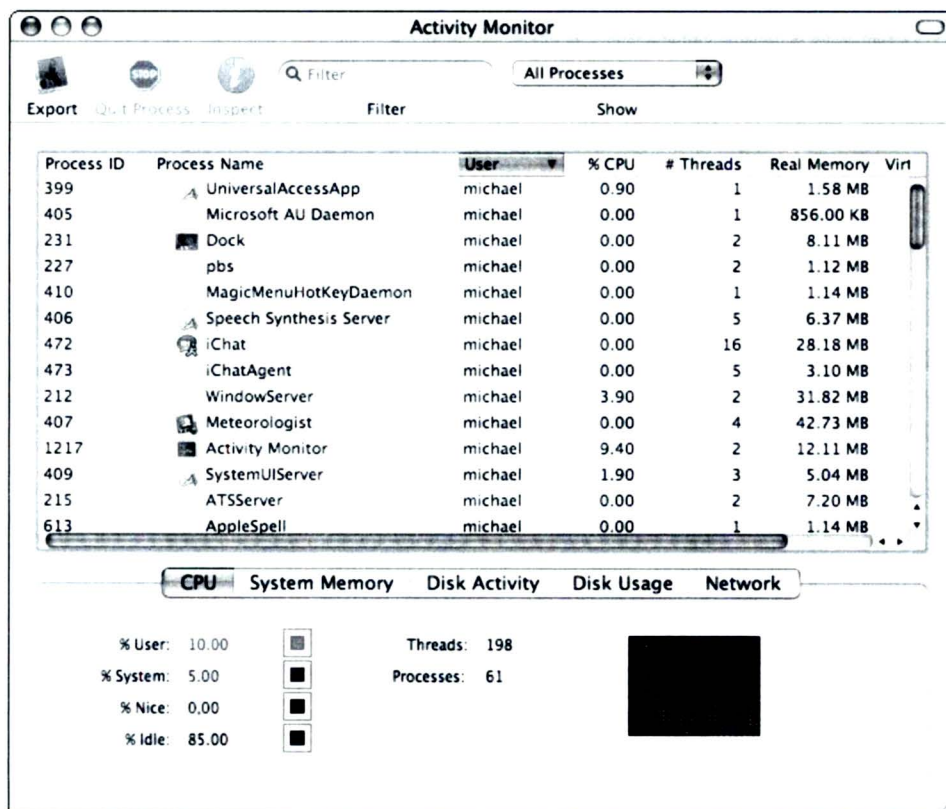 Activity Monitor
STOP
Filter
All Processes
Export Quit Process Inspect Filter Show
Process ID Process Name User % CPU # Threads Real Memory Virt
399 UniversalAccessApp michael 0.90 1 1.58 MB
405 Microsoft AU Daemon michael 0.00 1 856.00 KB
231 Dock michael 0.00 2 8.11 MB
227 pbs michael 0.00 2 1.12 MB
410 MagicMenuHotKeyDaemon michael 0.00 1 1.14 MB
406 Speech Synthesis Server michael 0.00 5 6.37 MB
472 iChat michael 0.00 16 28.18 MB
473 iChatAgent michael 0.00 5 3.10 MB
212 WindowServer michael 3.90 2 31.82 MB
407 Meteorologist michael 0.00 4 42.73 MB
1217 Activity Monitor michael 9.40 2 12.11 MB
409 SystemUIServer michael 1.90 3 5.04 MB
215 ATSServer michael 0.00 2 7.20 MB
613 AppleSpell michael 0.00 1 1.14 MB
CPU System Memory Disk Activity Disk Usage Network
% User: 10.00 Threads: 198
% System: 5.00 Processes: 61
% Nice: 0,00
% Idle: 85.00